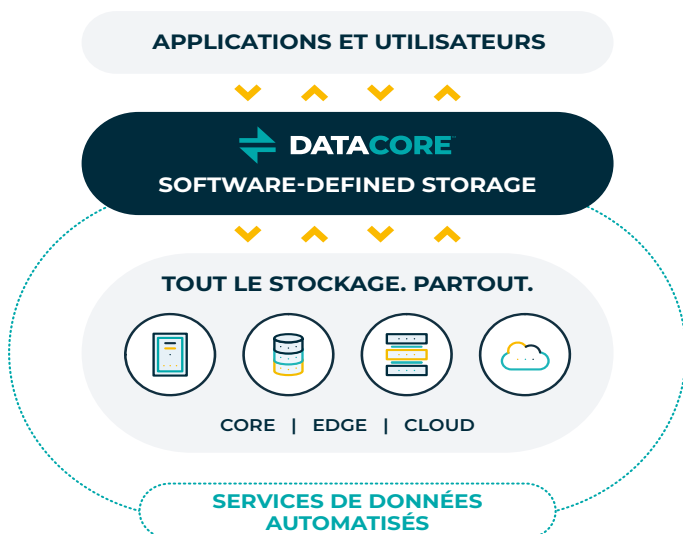 APPLICATIONS ET UTILISATEURS
DATACORE
SOFTWARE-DEFINED STORAGE
TOUT LE STOCKAGE. PARTOUT.
CORE | EDGE | CLOUD
SERVICES DE DONNÉES
AUTOMATISÉS